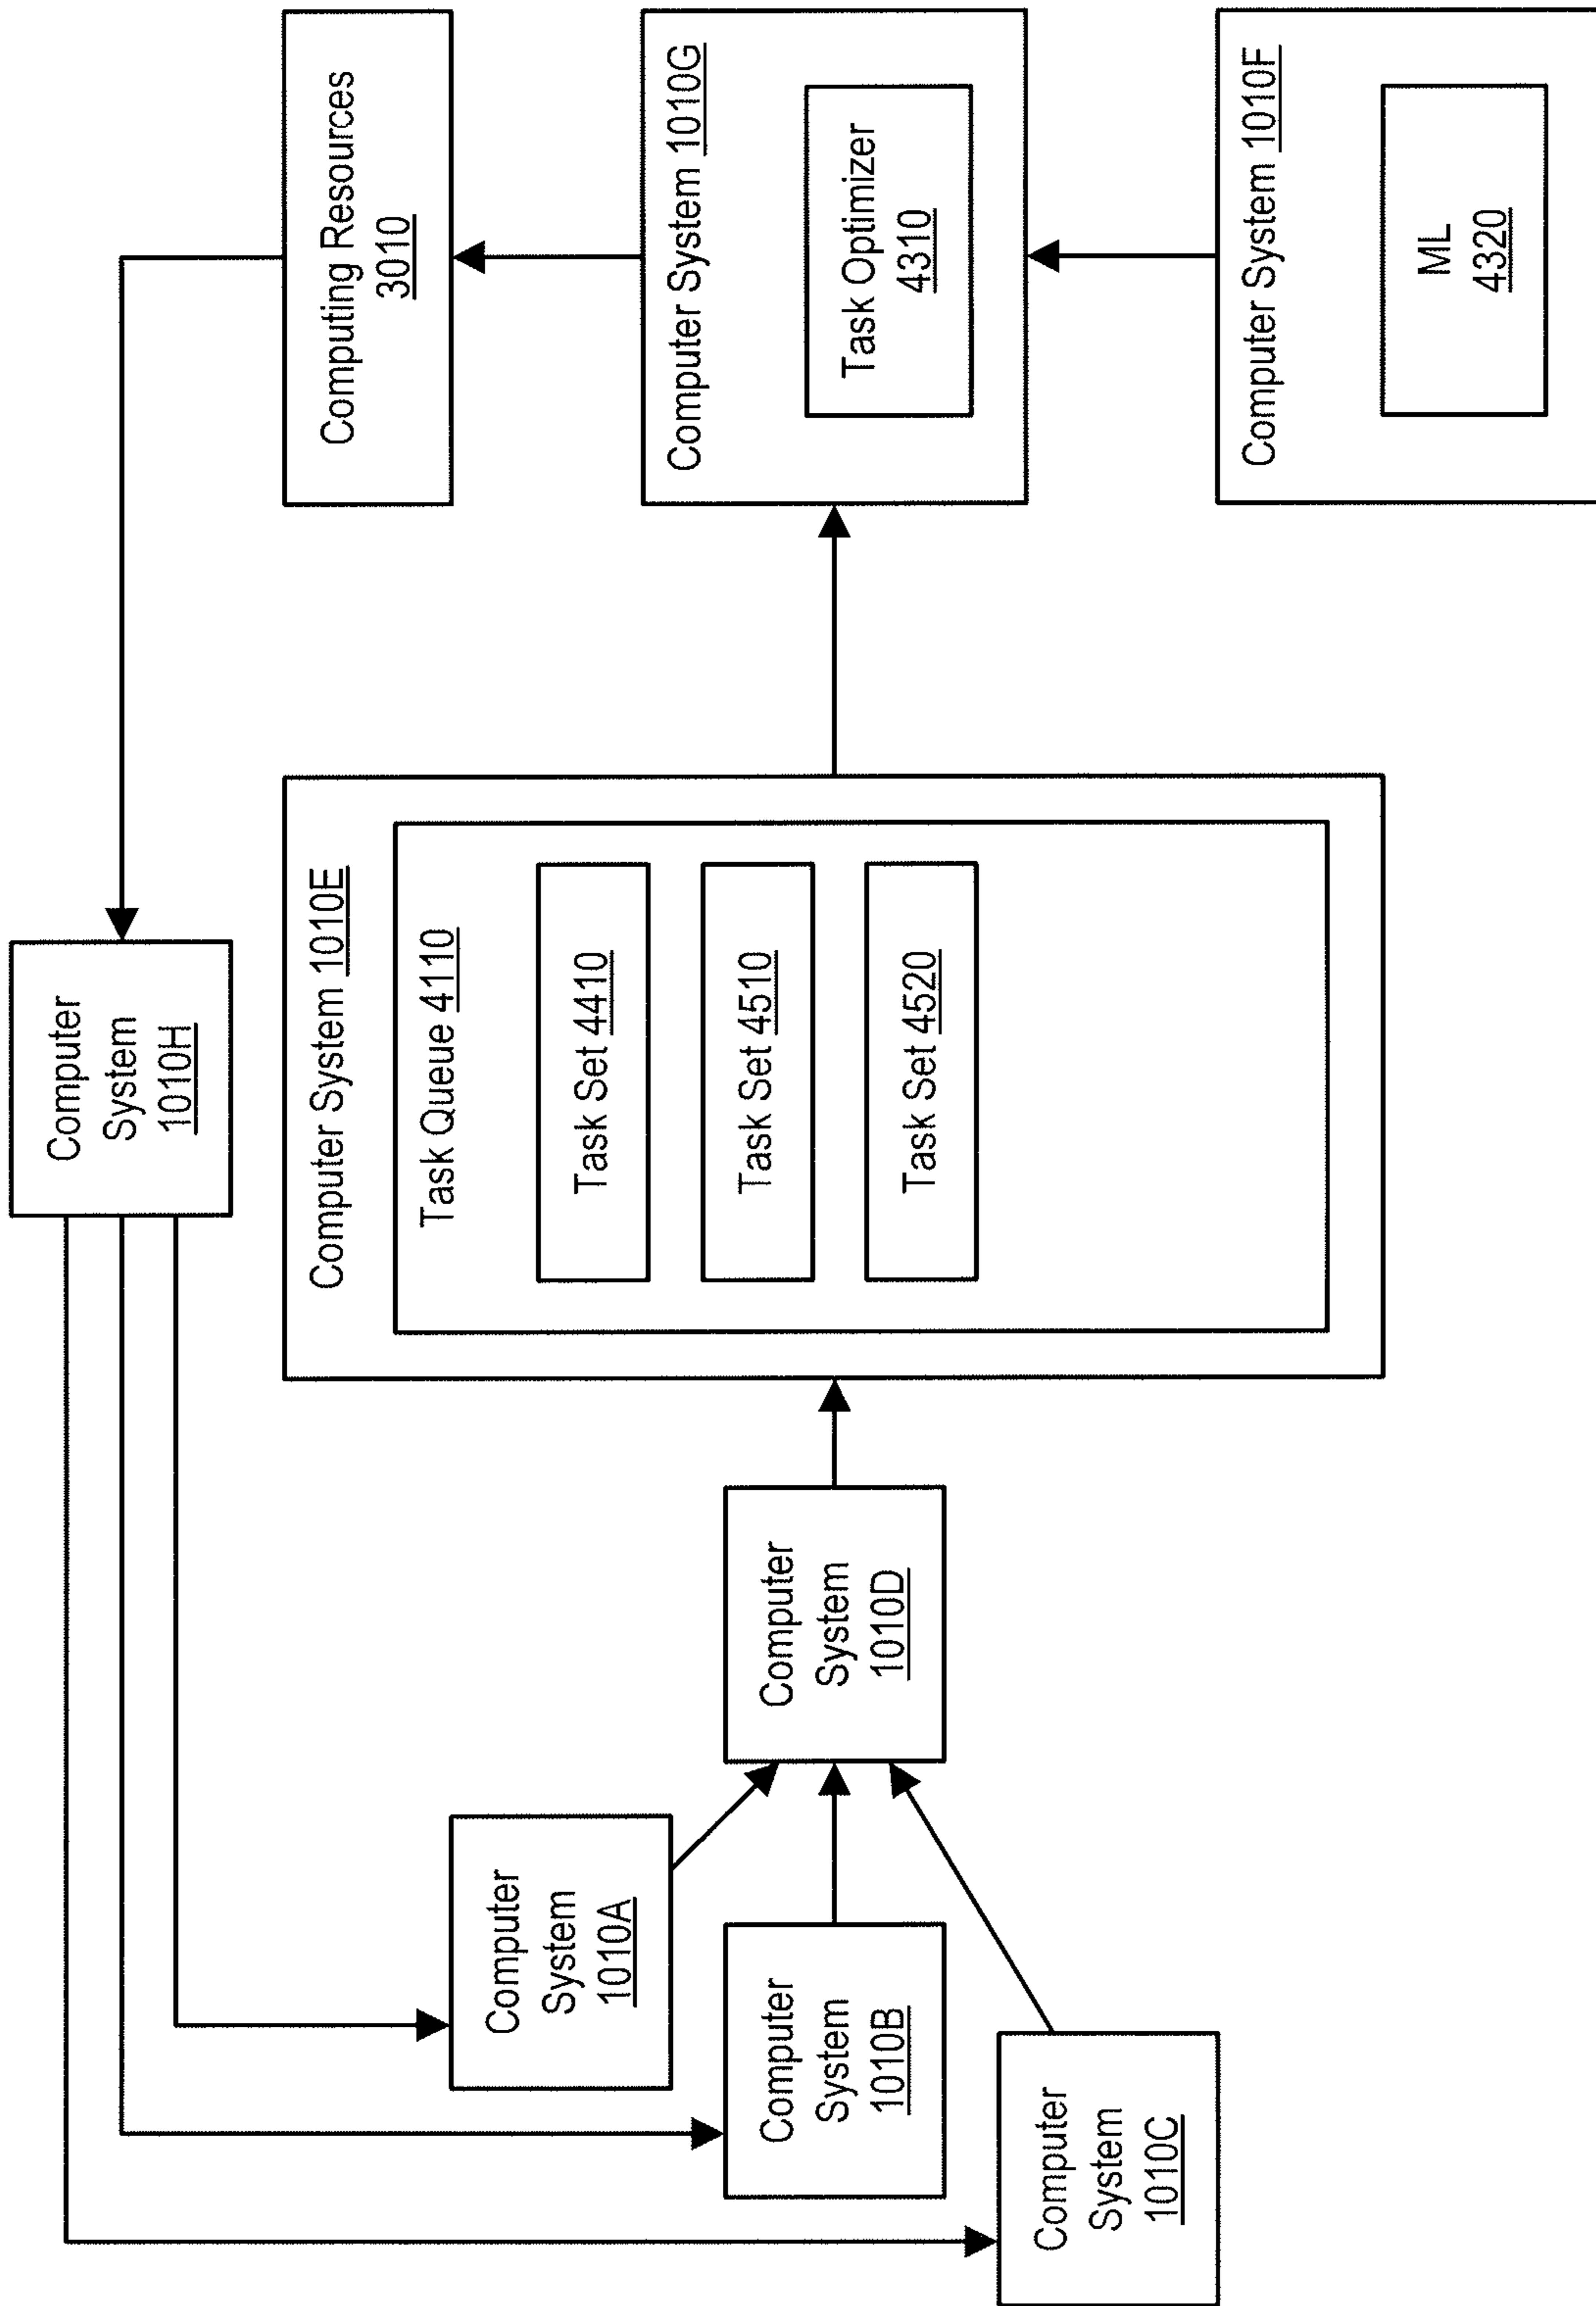 Computer
System
1010H
Computing Resources
3010
Computer System 1010E
Task Queue 4110
Task Set 4410
Task Set 4510
Task Set 4520
Computer System 1010G
Task Optimizer
4310
Computer
System
1010A
Computer
System
1010B
Computer
System
1010D
Computer
System
1010C
Computer System 1010F
ML
4320